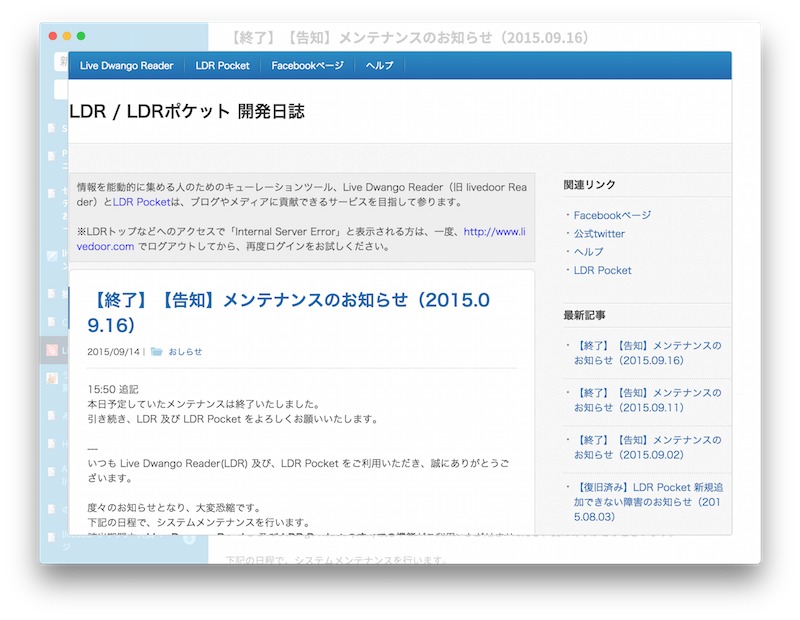 【終了】【告知】メンテナンスのお知らせ（2015.09.16）
Live Dwango Reader
LDR Pocket
Facebookページ
ヘルプ
LDR / LDRポケット 開発日誌
情報を能動的に集める人のためのキューレーションツール、Live Dwango Reader（旧 livedoor Rea
der）とLDR Pocketは、ブログやメディアに貢献できるサービスを目指して参ります。
※LDRトップなどへのアクセスで「Internal Server Error」と表示される方は、一度、http://www.li
vedoor.com でログアウトしてから、再度ログインをお試しください。
【終了】【告知】メンテナンスのお知らせ（2015.0
9.16）
2015/09/14 | おしらせ
15:50 追記
本日予定していたメンテナンスは終了いたしました。
引き続き、LDR 及び LDR Pocket をよろしくお願いいたします。
—
いつも Live Dwango Reader(LDR) 及び、LDR Pocket をご利用いただき、誠にありがとうご
ざいます。
度々のお知らせとなり、大変恐縮です。
下記の日程で、システムメンテナンスを行います。
関連リンク
・Facebookページ
・公式twitter
・ヘルプ
・LDR Pocket
最新記事
・【終了】【告知】メンテナンスの
お知らせ（2015.09.16）
・【終了】【告知】メンテナンスの
お知らせ（2015.09.11）
・【終了】【告知】メンテナンスの
お知らせ（2015.09.02）
・【復旧済み】LDR Pocket 新規追
加できない障害のお知らせ（201
5.08.03）
下記の日程で、システムメンテナンスを行います。